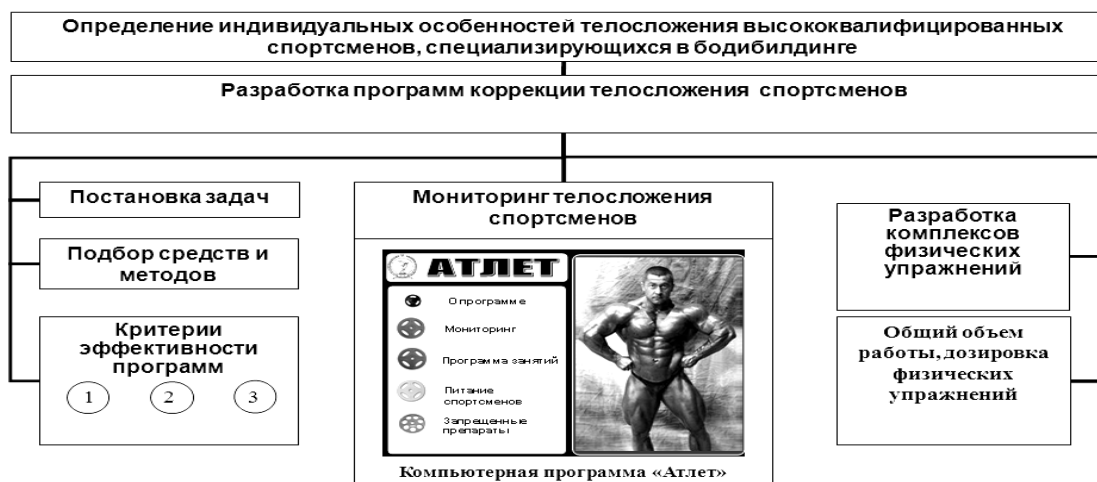 Определение индивидуальных особенностей телосложения высококвалифицированных
спортсменов, специализирующихся в бодибилдинге
Разработка программ коррекции телосложения спортсменов
Постановка задач
Подбор средств и
методов
Критерии
эффективности
программ
1 2 3
Мониторинг телосложения
спортсменов
АТЛЕТ
О программе
Мониторинг
Программа занятий
Питание
спортсменов
Запрещенные
препараты
Компьютерная программа «Атлет»
Разработка
комплексов
физических
упражнений
Общий объем
работы, дозировка
физических
упражнений